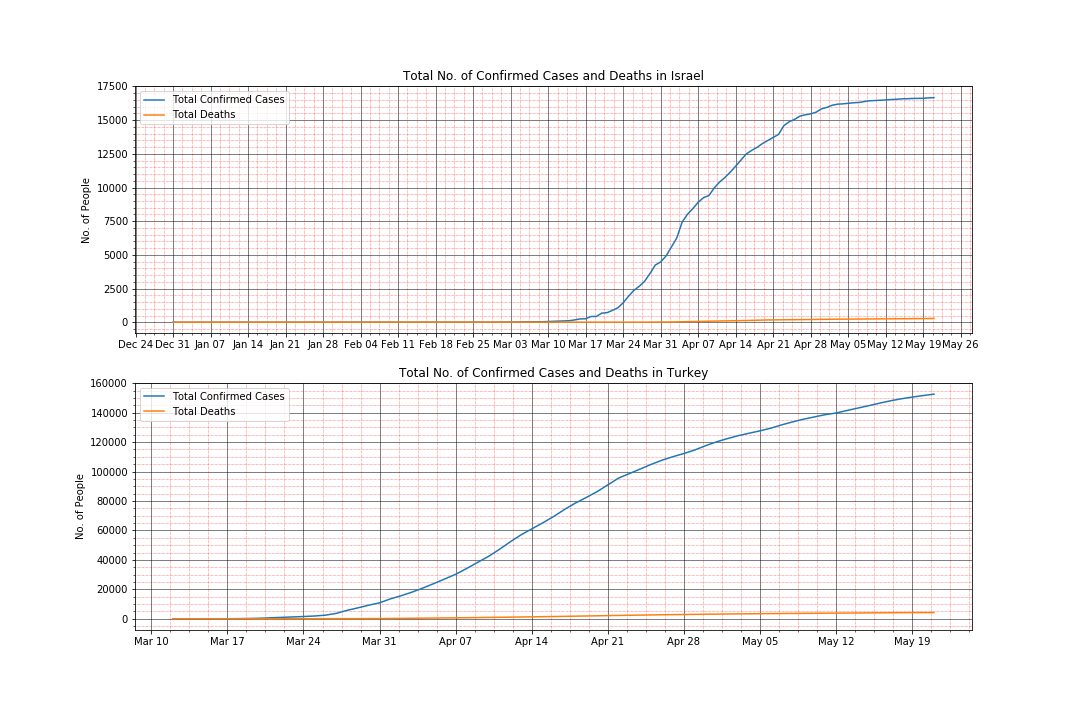 Total No. of Confirmed Cases and Deaths in Israel
17500
15000
12500
10000
7500
5000
2500
0
No. of People
Total Confirmed Cases
Total Deaths
Dec 24 Dec 31 Jan 07 Jan 14 Jan 21 Jan 28 Feb 04 Feb 11 Feb 18 Feb 25 Mar 03 Mar 10 Mar 17 Mar 24 Mar 31 Apr 07 Apr 14 Apr 21 Apr 28 May 05 May 12 May 19 May 26
Total No. of Confirmed Cases and Deaths in Turkey
160000
140000
120000
100000
80000
60000
40000
20000
0
No. of People
Total Confirmed Cases
Total Deaths
Mar 10 Mar 17 Mar 24 Mar 31 Apr 07 Apr 14 Apr 21 Apr 28 May 05 May 12 May 19